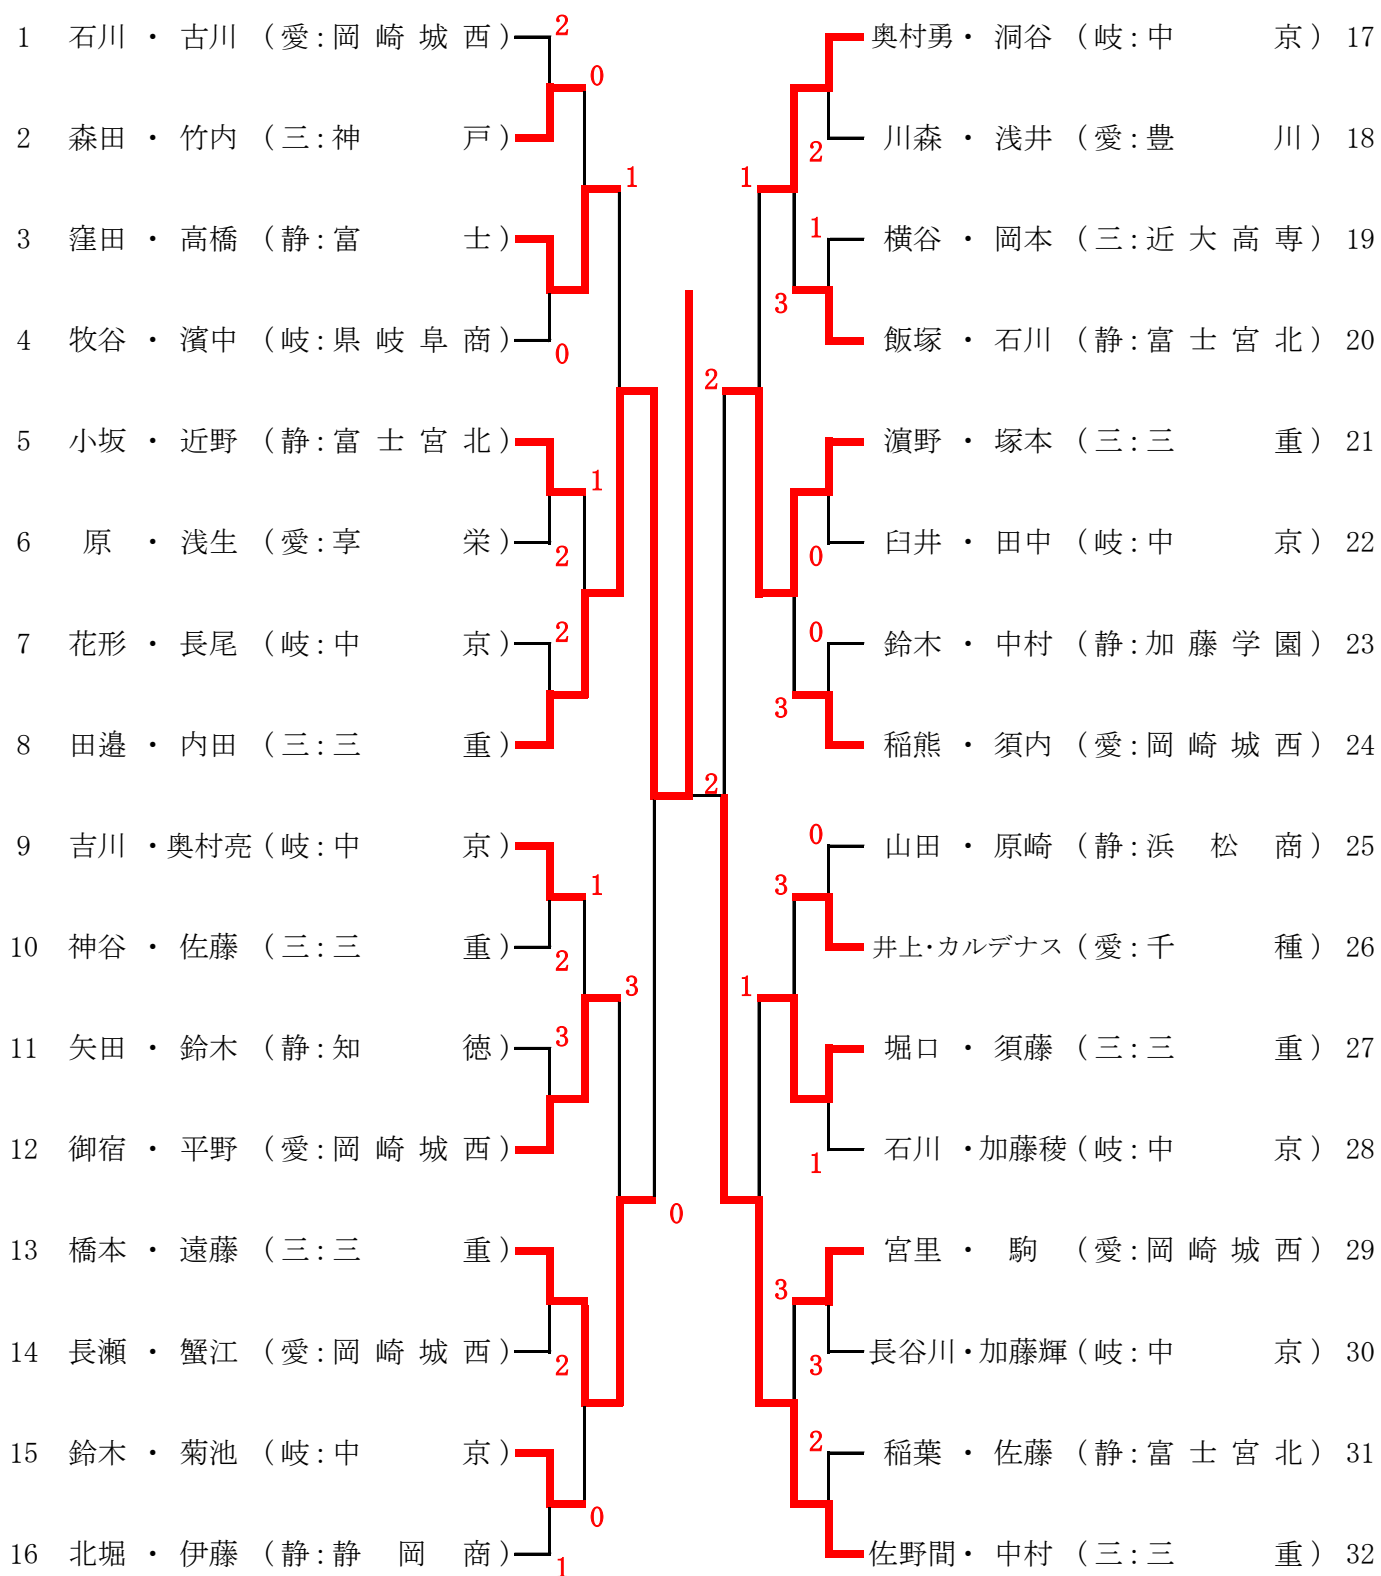 1 石川 ・ 古川 (愛:岡崎城西) 2
0
2 森田 ・ 竹内 (三:神戸)
1
3 窪田 ・ 高橋 (静:富士)
4 牧谷 ・ 濱中 (岐:県岐阜商) 0
5 小坂 ・ 近野 (静:富士宮北)
1
6 原 ・ 浅生 (愛:享栄) 2
7 花形 ・ 長尾 (岐:中京) 2
8 田邉 ・ 内田 (三:三重)
9 吉川 ・奥村亮 (岐:中京)
1
10 神谷 ・ 佐藤 (三:三重) 2
3
11 矢田 ・ 鈴木 (静:知徳) 3
12 御宿 ・ 平野 (愛:岡崎城西)
0
13 橋本 ・ 遠藤 (三:三重)
14 長瀬 ・ 蟹江 (愛:岡崎城西) 2
15 鈴木 ・ 菊池 (岐:中京)
0
16 北堀 ・ 伊藤 (静:静岡商) 1
奥村勇・ 洞谷 (岐:中京) 17
2 川森 ・ 浅井 (愛:豊川) 18
1
1 横谷 ・ 岡本 (三:近大高専) 19
3
飯塚 ・ 石川 (静:富士宮北) 20
2
濵野 ・ 塚本 (三:三重) 21
0 臼井 ・ 田中 (岐:中京) 22
0 鈴木 ・ 中村 (静:加藤学園) 23
3
稲熊 ・ 須内 (愛:岡崎城西) 24
2
0 山田 ・ 原崎 (静:浜松商) 25
3
井上・カルデナス (愛:千種) 26
1
堀口 ・ 須藤 (三:三重) 27
1 石川 ・加藤稜 (岐:中京) 28
宮里 ・ 駒 (愛:岡崎城西) 29
3
3 長谷川・加藤輝 (岐:中京) 30
2 稲葉 ・ 佐藤 (静:富士宮北) 31
佐野間・ 中村 (三:三重) 32